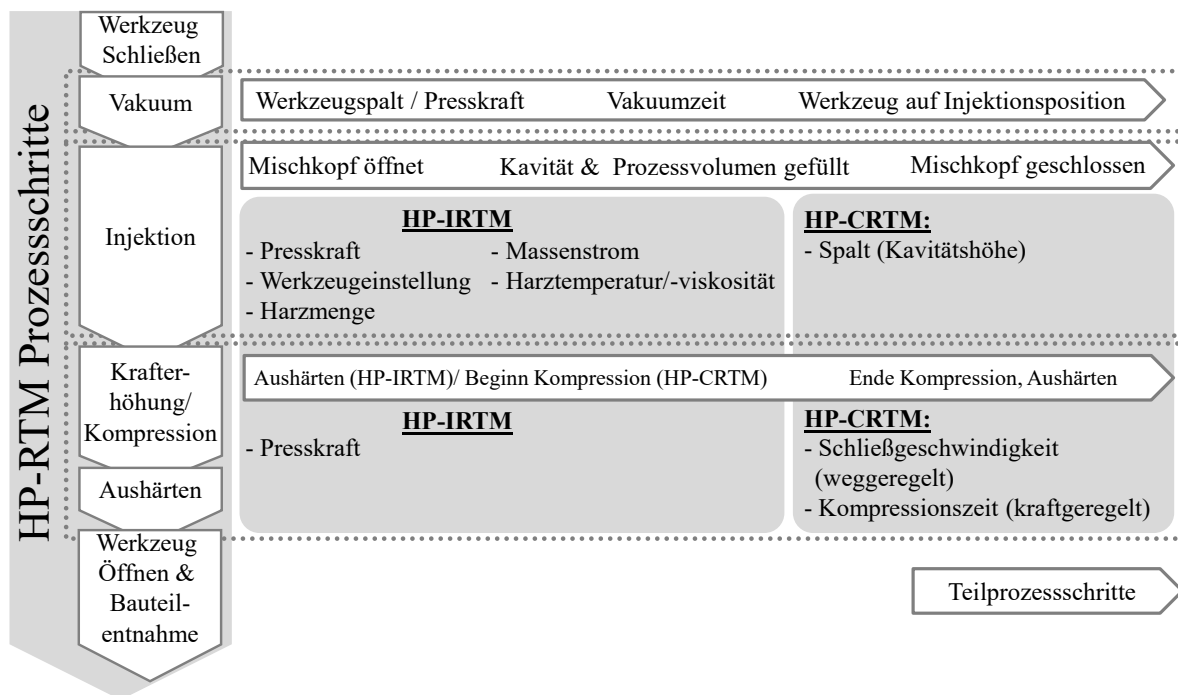 HP-RTM Prozessschritte
Werkzeug
Schließen
Vakuum
Werkzeugspalt / Presskraft Vakuumzeit Werkzeug auf Injektionsposition
Injektion
Mischkopf öffnet Kavität & Prozessvolumen gefüllt Mischkopf geschlossen
HP-IRTM
- Presskraft
- Werkzeugeinstellung
- Harzmenge
- Massenstrom
- Harztemperatur/-viskosität
HP-CRTM:
- Spalt (Kavitätshöhe)
Krafter-
höhung/
Kompression
Aushärten
Aushärten (HP-IRTM)/ Beginn Kompression (HP-CRTM) Ende Kompression, Aushärten
HP-IRTM
- Presskraft
HP-CRTM:
- Schließgeschwindigkeit
(weggeregelt)
- Kompressionszeit (kraftgeregelt)
Werkzeug
Öffnen &
Bauteil-
entnahme
Teilprozessschritte